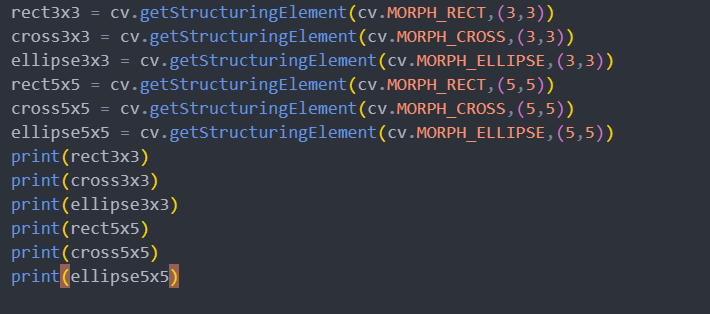 rect3x3 = cv.getStructuringElement(cv.MORPH_RECT,(3,3))
cross3x3 = cv.getStructuringElement(cv.MORPH_CROSS,(3,3))
ellipse3x3 = cv.getStructuringElement(cv.MORPH_ELLIPSE,(3,3))
rect5x5 = cv.getStructuringElement(cv.MORPH_RECT,(5,5))
cross5x5 = cv.getStructuringElement(cv.MORPH_CROSS,(5,5))
ellipse5x5 = cv.getStructuringElement(cv.MORPH_ELLIPSE,(5,5))
print(rect3x3)
print(cross3x3)
print(ellipse3x3)
print(rect5x5)
print(cross5x5)
print(ellipse5x5)